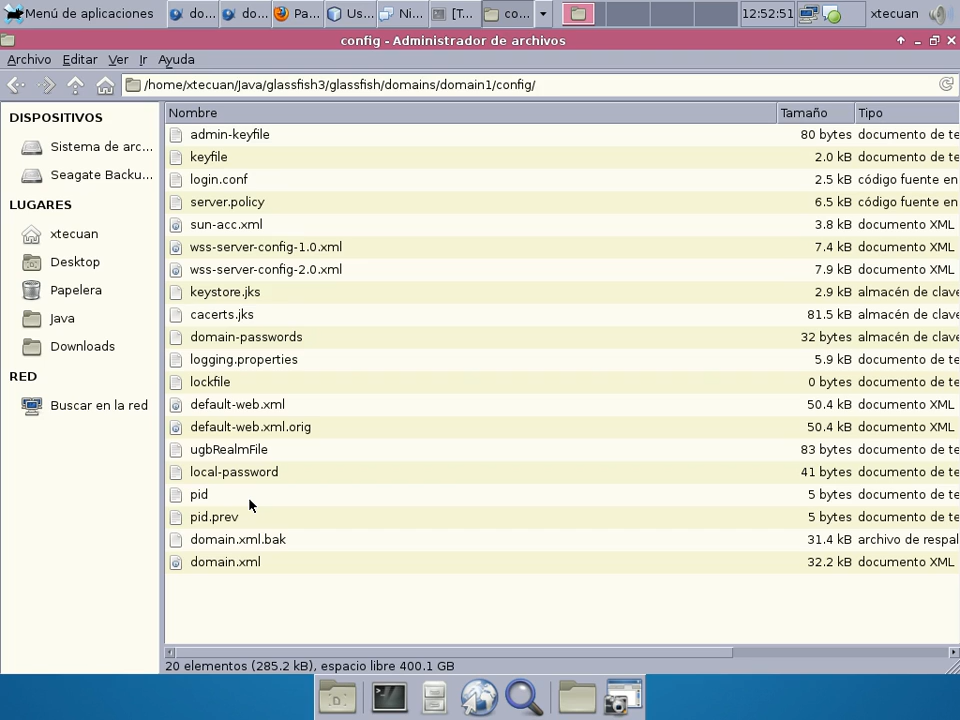 Menú de aplicaciones do... do... Pa... Us... Ni... [T... co... 12:52:51 xtecuan
config - Administrador de archivos
Archivo Editar Ver Ir Ayuda
/home/xtecuan/Java/glassfish3/glassfish/domains/domain1/config/
DISPOSITIVOS
Sistema de arc...
Seagate Backu...
LUGARES
xtecuan
Desktop
Papelera
Java
Downloads
RED
Buscar en la red
Nombre Tamaño Tipo
admin-keyfile 80 bytes documento de te
keyfile 2.0 kB documento de te
login.conf 2.5 kB código fuente en
server.policy 6.5 kB código fuente en
sun-acc.xml 3.8 kB documento XML
wss-server-config-1.0.xml 7.4 kB documento XML
wss-server-config-2.0.xml 7.9 kB documento XML
keystore.jks 2.9 kB almacén de clave
cacerts.jks 81.5 kB almacén de clave
domain-passwords 32 bytes almacén de clave
logging.properties 5.9 kB documento de te
lockfile 0 bytes documento de te
default-web.xml 50.4 kB documento XML
default-web.xml.orig 50.4 kB documento XML
ugbRealmFile 83 bytes documento de te
local-password 41 bytes documento de te
pid 5 bytes documento de te
pid.prev 5 bytes documento de te
domain.xml.bak 31.4 kB archivo de respal
domain.xml 32.2 kB documento XML
20 elementos (285.2 kB), espacio libre 400.1 GB